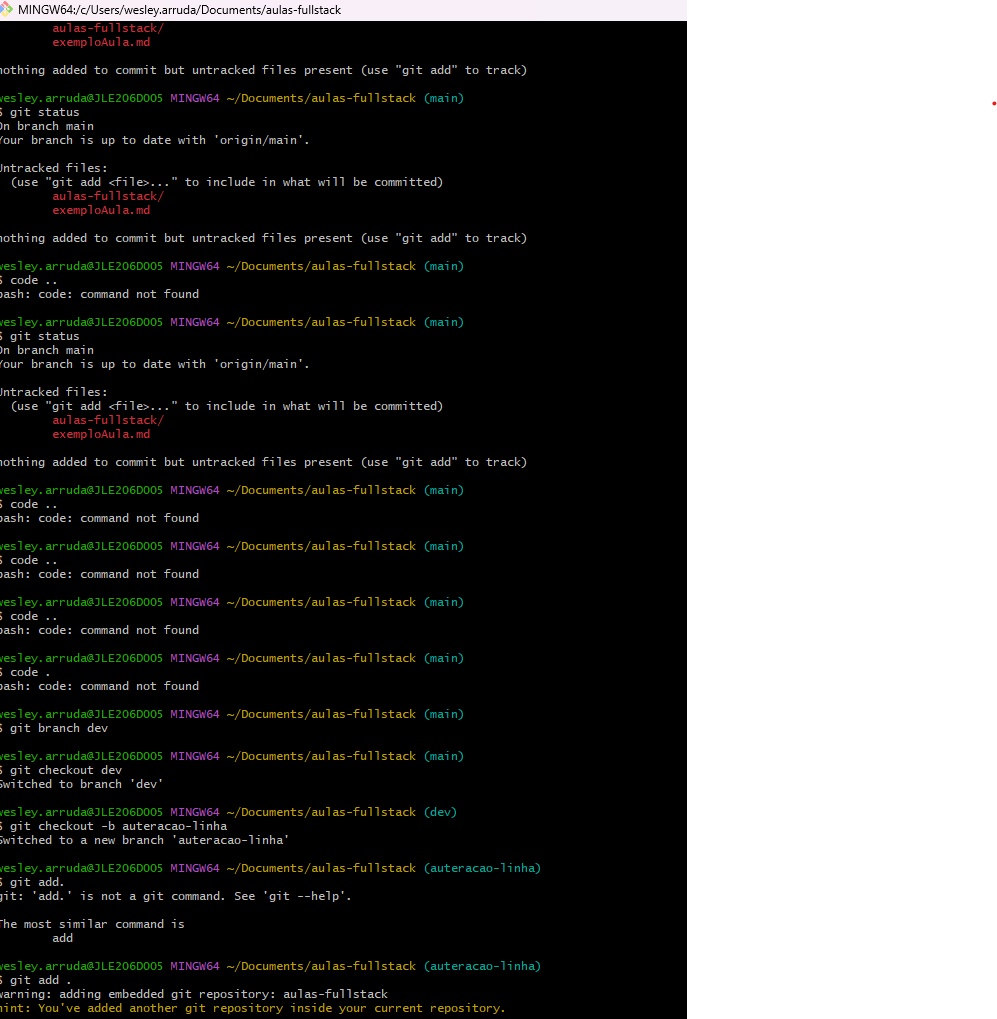 MINGW64:/c/Users/wesley.arruda/Documents/aulas-fullstack
aulas-fullstack/
exemploAula.md
nothing added to commit but untracked files present (use "git add" to track)
wesley.arruda@JLE206D005 MINGW64 ~/Documents/aulas-fullstack (main)
$ git status
On branch main
Your branch is up to date with 'origin/main'.
Untracked files:
(use "git add <file>..." to include in what will be committed)
aulas-fullstack/
exemploAula.md
nothing added to commit but untracked files present (use "git add" to track)
wesley.arruda@JLE206D005 MINGW64 ~/Documents/aulas-fullstack (main)
$ code ..
bash: code: command not found
wesley.arruda@JLE206D005 MINGW64 ~/Documents/aulas-fullstack (main)
$ git status
On branch main
Your branch is up to date with 'origin/main'.
Untracked files:
(use "git add <file>..." to include in what will be committed)
aulas-fullstack/
exemploAula.md
nothing added to commit but untracked files present (use "git add" to track)
wesley.arruda@JLE206D005 MINGW64 ~/Documents/aulas-fullstack (main)
$ code ..
bash: code: command not found
wesley.arruda@JLE206D005 MINGW64 ~/Documents/aulas-fullstack (main)
$ code ..
bash: code: command not found
wesley.arruda@JLE206D005 MINGW64 ~/Documents/aulas-fullstack (main)
$ code ..
bash: code: command not found
wesley.arruda@JLE206D005 MINGW64 ~/Documents/aulas-fullstack (main)
$ code .
bash: code: command not found
wesley.arruda@JLE206D005 MINGW64 ~/Documents/aulas-fullstack (main)
$ git branch dev
wesley.arruda@JLE206D005 MINGW64 ~/Documents/aulas-fullstack (main)
$ git checkout dev
Switched to branch 'dev'
wesley.arruda@JLE206D005 MINGW64 ~/Documents/aulas-fullstack (dev)
$ git checkout -b auteracao-linha
Switched to a new branch 'auteracao-linha'
wesley.arruda@JLE206D005 MINGW64 ~/Documents/aulas-fullstack (auteracao-linha)
$ git add.
git: 'add.' is not a git command. See 'git --help'.
The most similar command is
add
wesley.arruda@JLE206D005 MINGW64 ~/Documents/aulas-fullstack (auteracao-linha)
$ git add .
warning: adding embedded git repository: aulas-fullstack
hint: You've added another git repository inside your current repository.